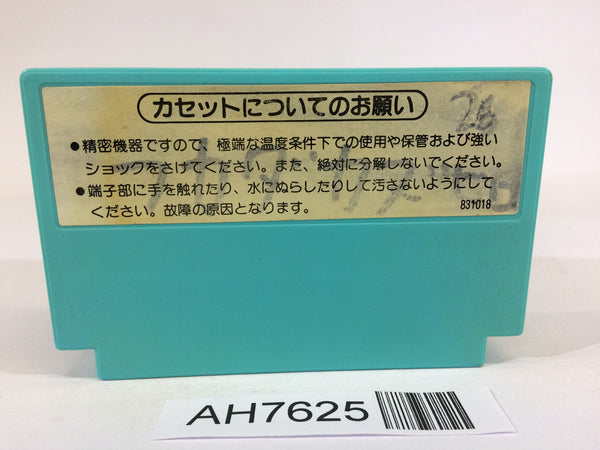 カセットについてのお願い
26
●精密機器ですので、極端な温度条件下での使用や保管および強い
ショックをさけてください。また、絶対に分解しないでください。
●端子部に手を触れたり、水にぬらしたりして汚さないようにして
ください。故障の原因となります。
831018
AH7625